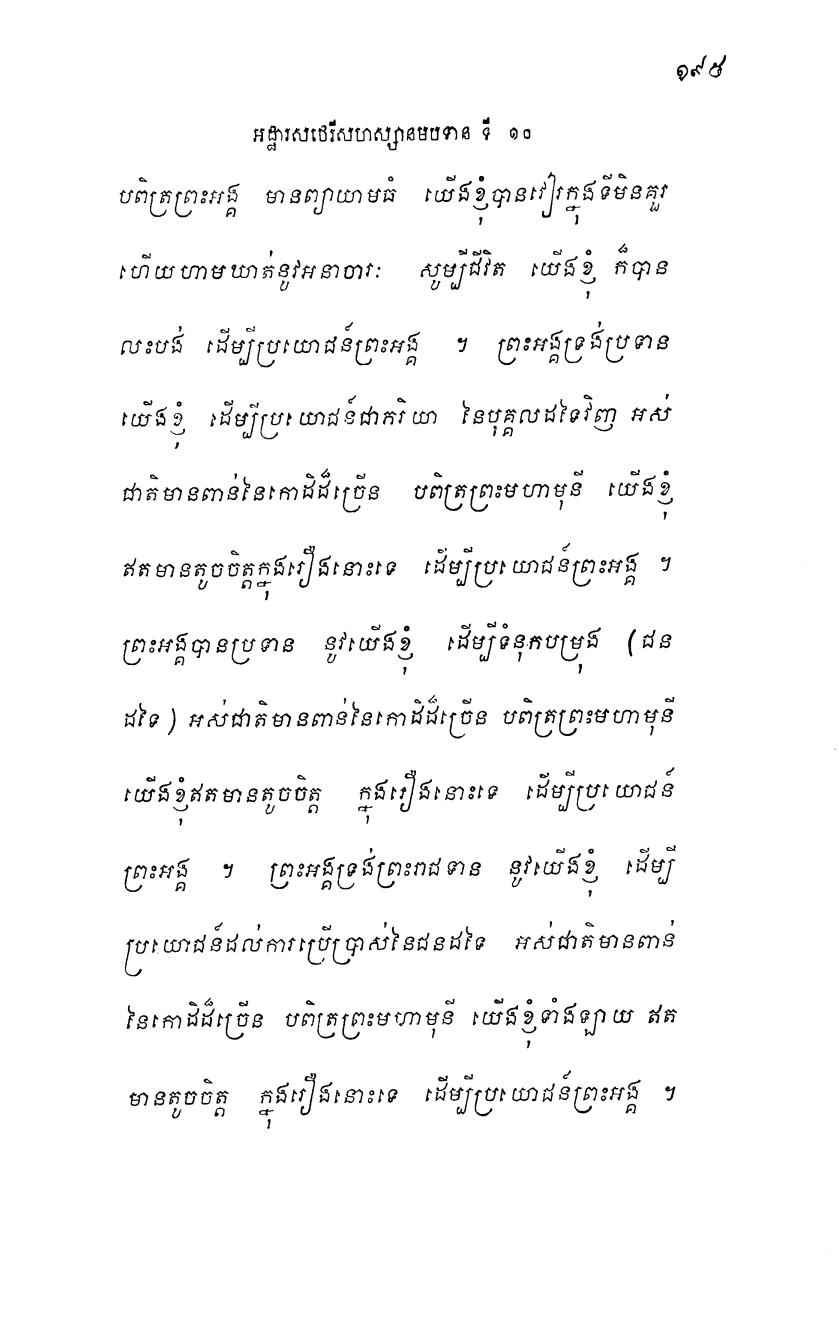 ១៩៥
អដ្ឋារសថេរីសហស្សានមបទាន ទី ១០
បពិត្រព្រះអង្គ មានព្យាយាមធំ យើងខ្ញុំបានវៀរក្នុងទីមិនគួរ
ហើយហាមឃាត់នូវអនាចារៈ សូម្បីជីវិត យើងខ្ញុំ ក៏បាន
លះបង់ ដើម្បីប្រយោជន៍ព្រះអង្គ ។ ព្រះអង្គទ្រង់ប្រទាន
យើងខ្ញុំ ដើម្បីប្រយោជន៍ជាភរិយា នៃបុគ្គលដទៃវិញ អស់
ជាតិមានពាន់នៃកោដិដ៏ច្រើន បពិត្រព្រះមហាមុនី យើងខ្ញុំ
ឥតមានតូចចិត្តក្នុងរឿងនោះទេ ដើម្បីប្រយោជន៍ព្រះអង្គ ។
ព្រះអង្គបានប្រទាន នូវយើងខ្ញុំ ដើម្បីទំនុកបម្រុង (ជន
ដទៃ) អស់ជាតិមានពាន់នៃកោដិដ៏ច្រើន បពិត្រព្រះមហាមុនី
យើងខ្ញុំឥតមានតូចចិត្ត ក្នុងរឿងនោះទេ ដើម្បីប្រយោជន៍
ព្រះអង្គ ។ ព្រះអង្គទ្រង់ព្រះរាជទាន នូវយើងខ្ញុំ ដើម្បី
ប្រយោជន៍ដល់ការប្រើប្រាស់នៃជនដទៃ អស់ជាតិមានពាន់
នៃកោដិដ៏ច្រើន បពិត្រព្រះមហាមុនី យើងខ្ញុំទាំងឡាយ ឥត
មានតូចចិត្ត ក្នុងរឿងនោះទេ ដើម្បីប្រយោជន៍ព្រះអង្គ ។